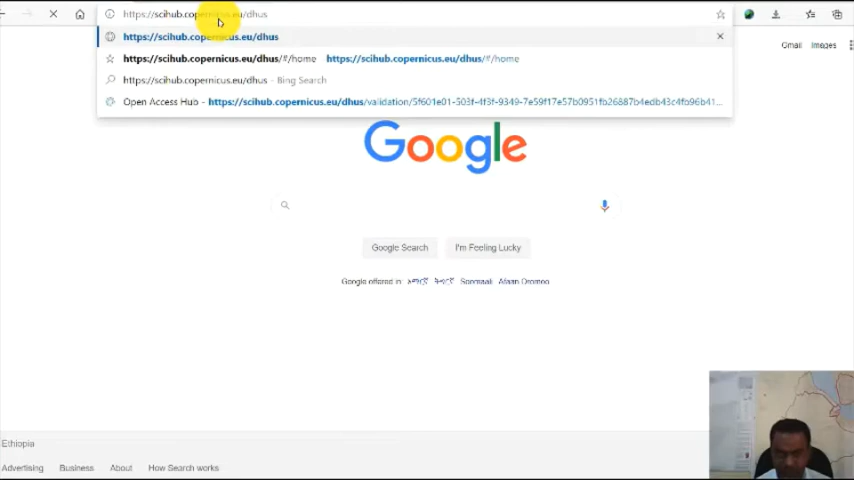 https://scihub.copernicus.eu/dhus
https://scihub.copernicus.eu/dhus
https://scihub.copernicus.eu/dhus/#/home https://scihub.copernicus.eu/dhus/#/home
https://scihub.copernicus.eu/dhus - Bing Search
Open Access Hub - https://scihub.copernicus.eu/dhus/validation/
Gmail Images
Google
Google Search I'm Feeling Lucky
Google offered in: አማርኛ ትግርኛ Soomaali Afaan Oromoo
Ethiopia
Advertising Business About How Search works